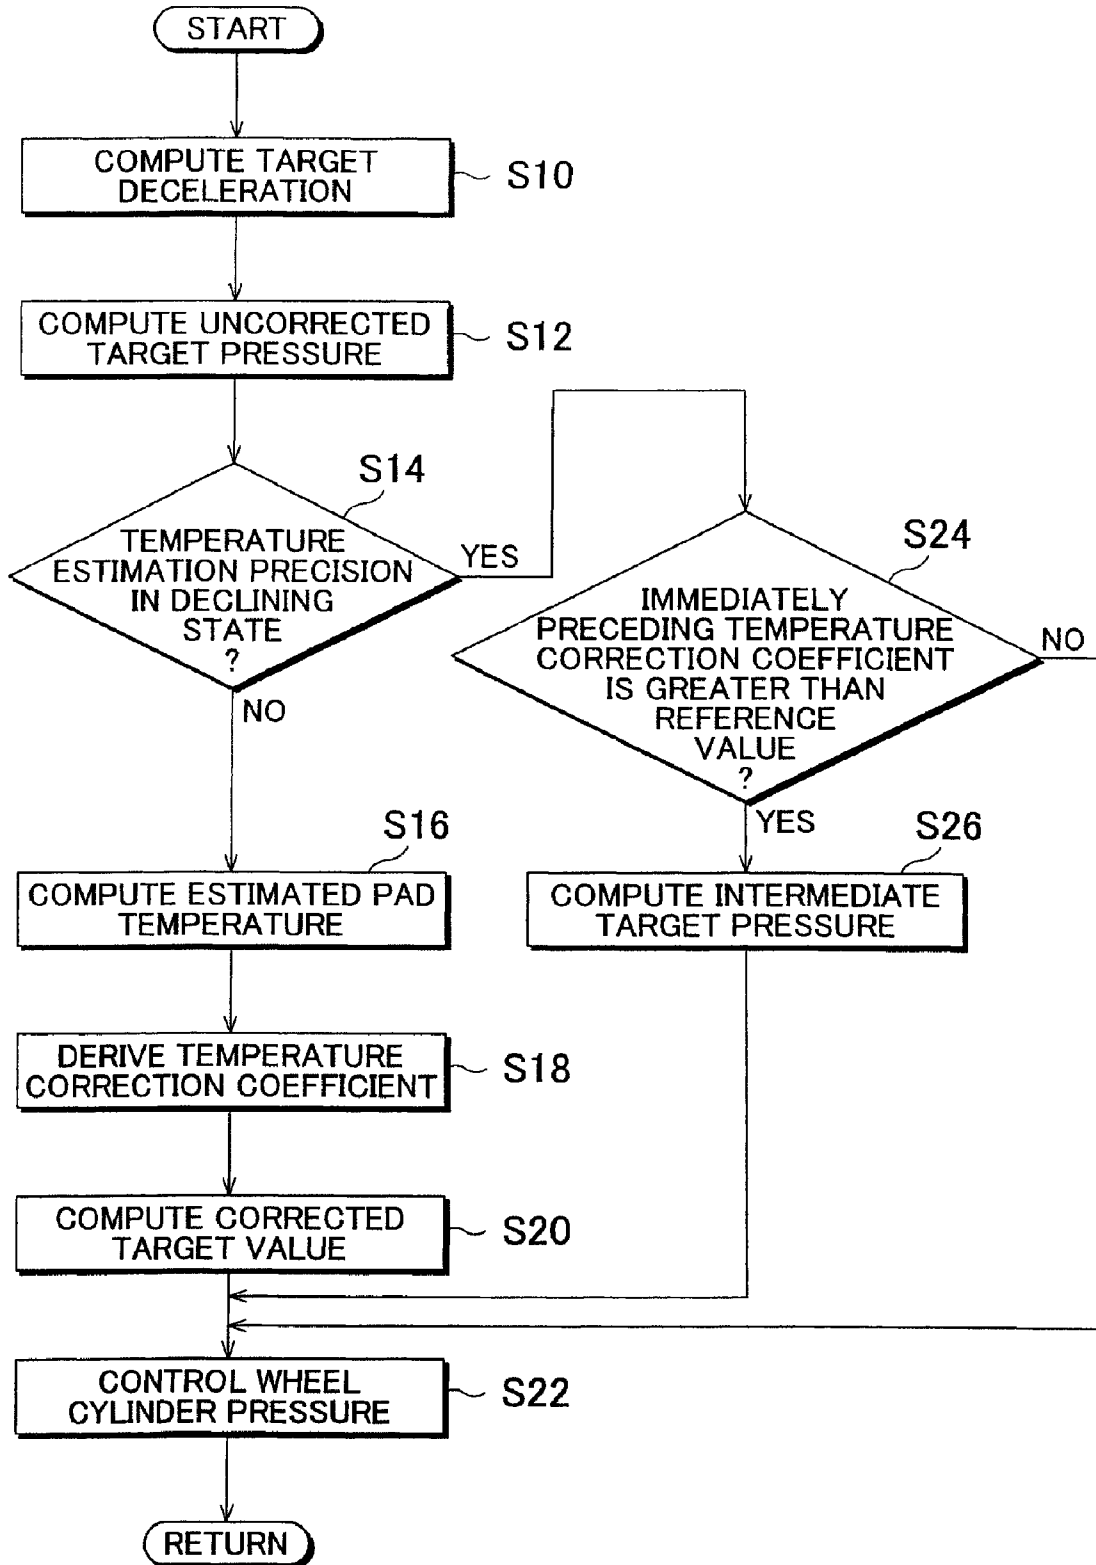 START
COMPUTE TARGET
DECELERATION
S10
COMPUTE UNCORRECTED
TARGET PRESSURE
S12
S14
TEMPERATURE
ESTIMATION PRECISION
IN DECLINING
STATE
?
YES
NO
S24
IMMEDIATELY
PRECEDING TEMPERATURE
CORRECTION COEFFICIENT
IS GREATER THAN
REFERENCE
VALUE
?
NO
YES
S16
COMPUTE ESTIMATED PAD
TEMPERATURE
S26
COMPUTE INTERMEDIATE
TARGET PRESSURE
DERIVE TEMPERATURE
CORRECTION COEFFICIENT
S18
COMPUTE CORRECTED
TARGET VALUE
S20
CONTROL WHEEL
CYLINDER PRESSURE
S22
RETURN